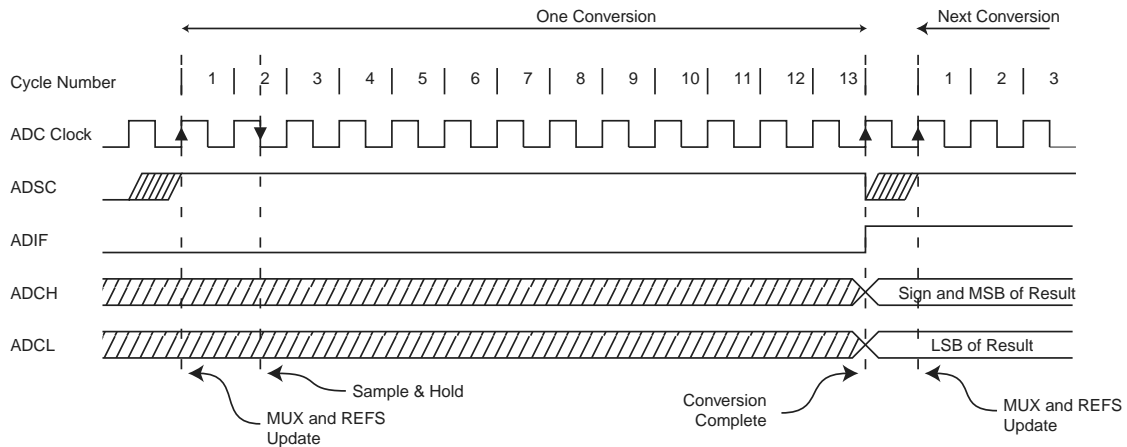 One Conversion
Next Conversion
Cycle Number 1 2 3 4 5 6 7 8 9 10 11 12 13 1 2 3
ADC Clock
ADSC
ADIF
ADCH
Sign and MSB of Result
ADCL
LSB of Result
MUX and REFS
Update
Sample & Hold
Conversion
Complete
MUX and REFS
Update